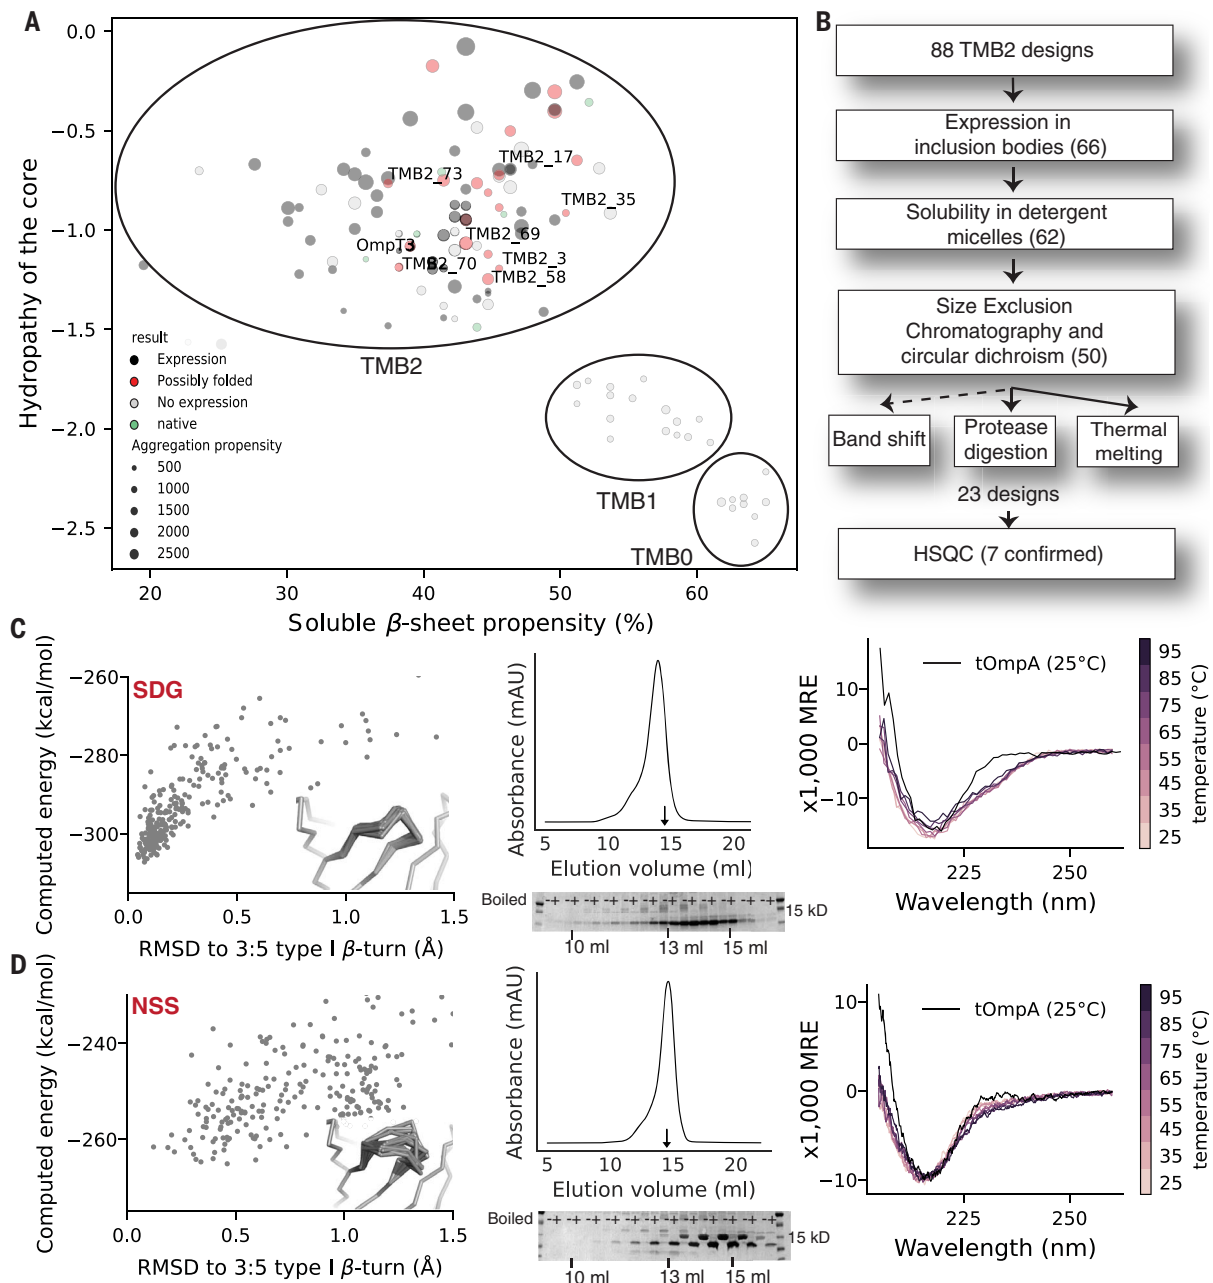 A
0.0
−0.5
−1.0
−1.5
−2.0
−2.5
Hydropathy of the core
TMB2_17
TMB2_73
TMB2_35
TMB2_69
OmpT3
TMB2_70
TMB2_3
TMB2_58
TMB2
TMB1
TMB0
result
Expression
Possibly folded
No expression
native
Aggregation propensity
500
1000
1500
2000
2500
20
30
40
50
60
Soluble β-sheet propensity (%)
B
88 TMB2 designs
Expression in
inclusion bodies (66)
Solubility in detergent
micelles (62)
Size Exclusion
Chromatography and
circular dichroism (50)
Band shift
Protease
digestion
Thermal
melting
23 designs
HSQC (7 confirmed)
C
Computed energy (kcal/mol)
−260
−280
−300
SDG
0.0
0.5
1.0
1.5
RMSD to 3:5 type I β-turn (Å)
Absorbance (mAU)
5
10
15
20
Elution volume (ml)
Boiled
-+ -+ -+ -+ -+ -+ -+ -+ -+ -+ -+ -+
15 kD
10 ml
13 ml
15 ml
x1,000 MRE
10
0
−10
tOmpA (25°C)
225
250
Wavelength (nm)
95
85
75
65
55
45
35
25
temperature (°C)
D
Computed energy (kcal/mol)
−240
−260
NSS
0.0
0.5
1.0
1.5
RMSD to 3:5 type I β-turn (Å)
Absorbance (mAU)
5
10
15
20
Elution volume (ml)
Boiled
-+ -+ -+ -+ -+ -+ -+ -+ -+ -+ -+ -+
15 kD
10 ml
13 ml
15 ml
x1,000 MRE
10
0
−10
tOmpA (25°C)
225
250
Wavelength (nm)
95
85
75
65
55
45
35
25
temperature (°C)